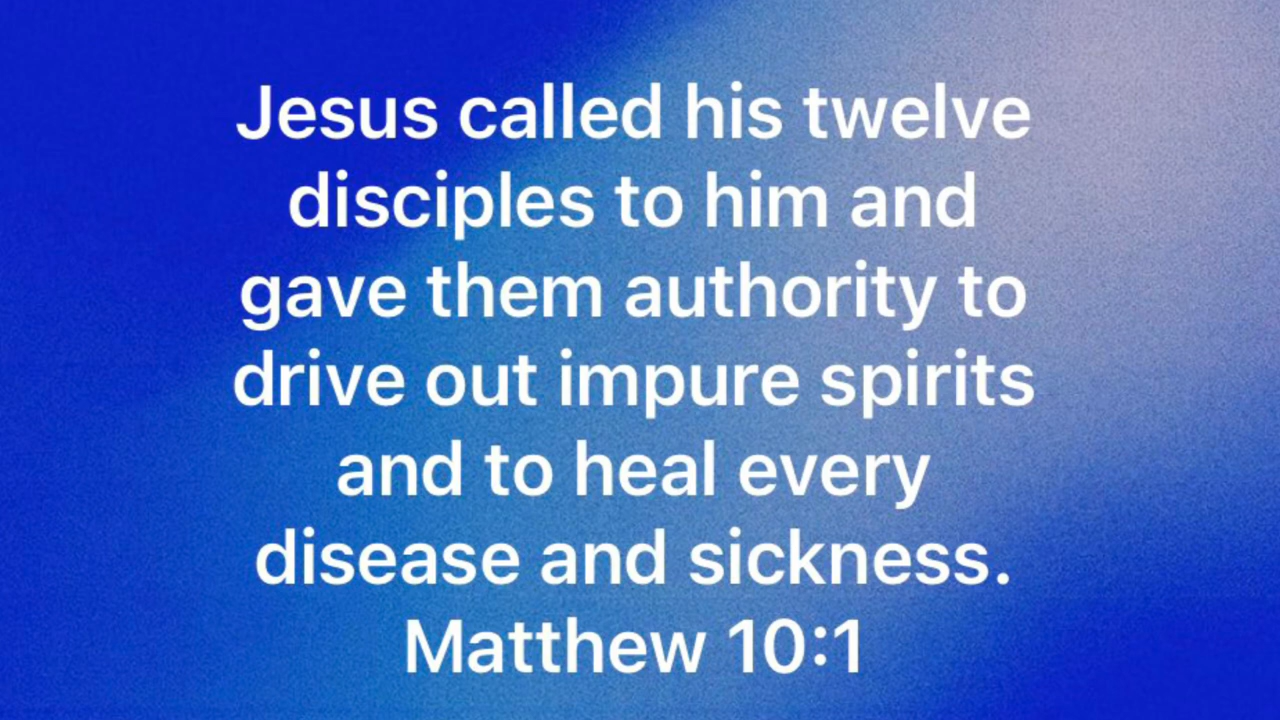 Jesus called his twelve
disciples to him and
gave them authority to
drive out impure spirits
and to heal every
disease and sickness.
Matthew 10:1